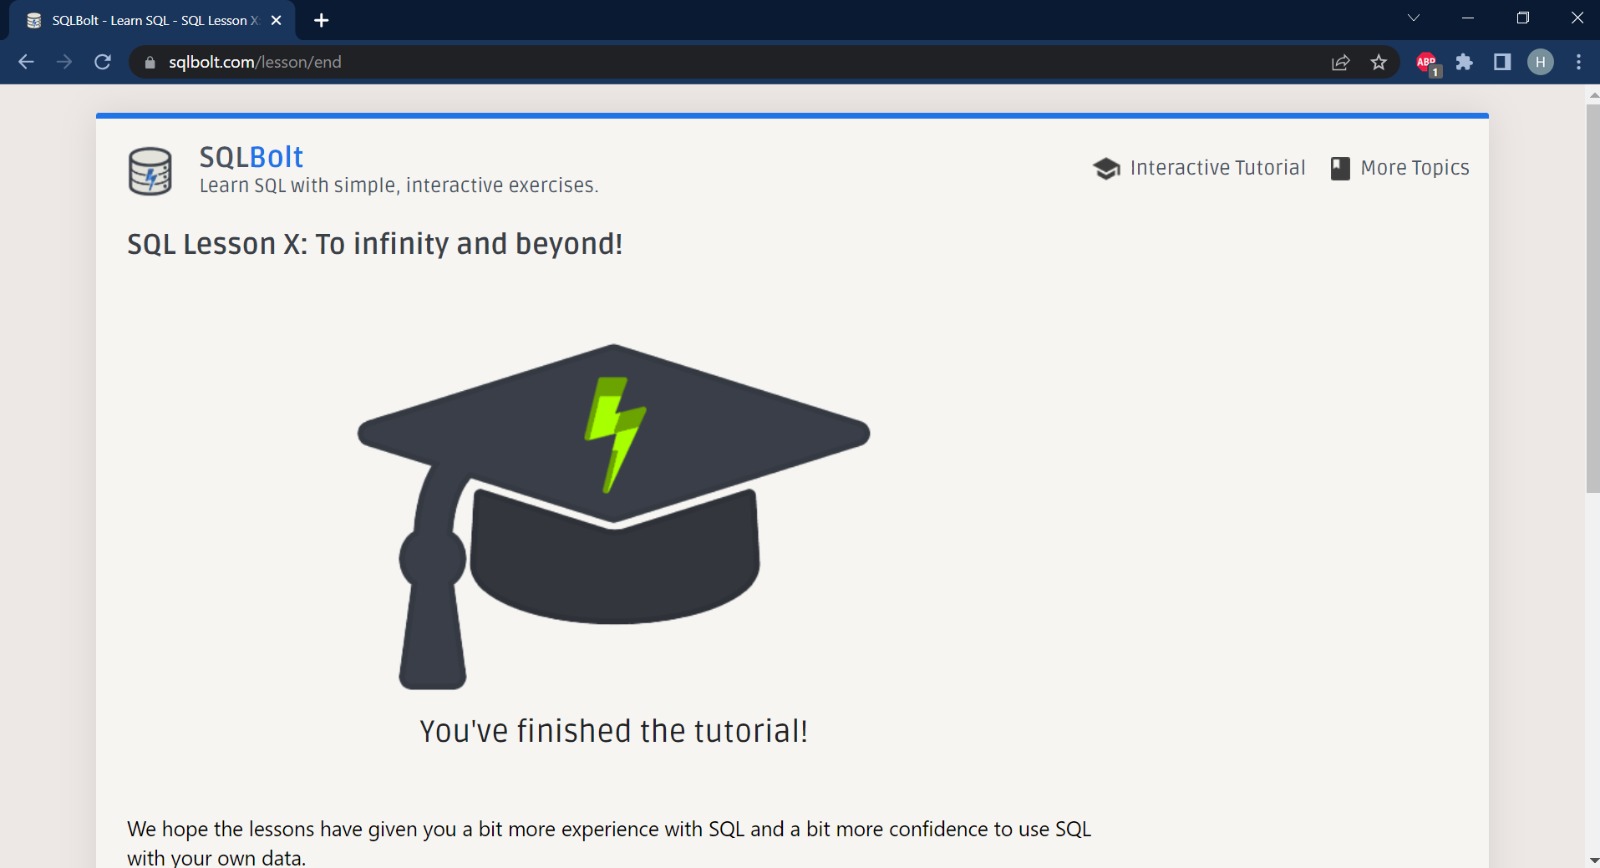 SQLBolt - Learn SQL - SQL Lesson X
sqlbolt.com/lesson/end
ABP
1
H
SQLBolt
Learn SQL with simple, interactive exercises.
Interactive Tutorial
More Topics
SQL Lesson X: To infinity and beyond!
You've finished the tutorial!
We hope the lessons have given you a bit more experience with SQL and a bit more confidence to use SQL
with your own data.